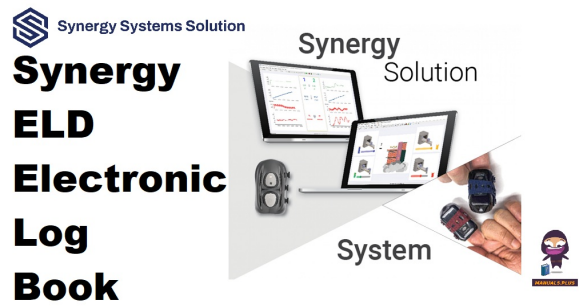 Synergy Systems Solution
Synergy
ELD
Electronic
Log
Book
Synergy
Solution
System
MANUALS.PLUS